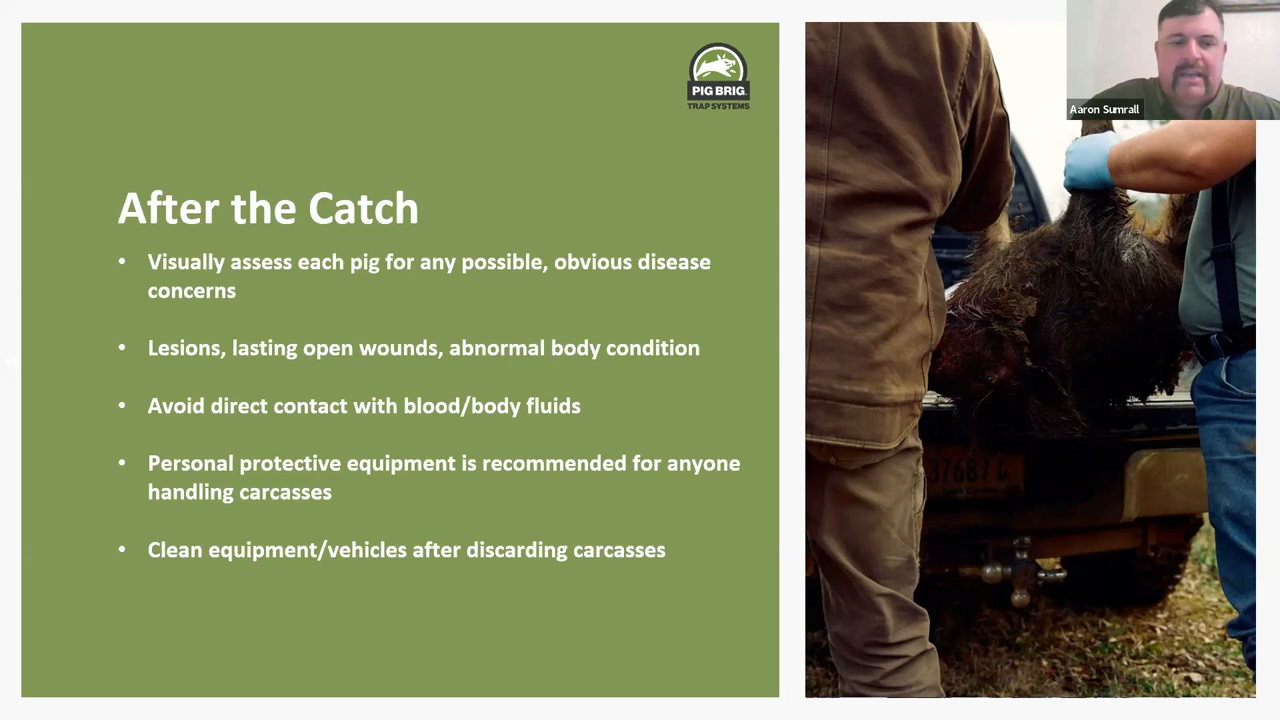 PIG BRIG
TRAP SYSTEMS
Aaron Sumrall
After the Catch
• Visually assess each pig for any possible, obvious disease
concerns
• Lesions, lasting open wounds, abnormal body condition
• Avoid direct contact with blood/body fluids
• Personal protective equipment is recommended for anyone
handling carcasses
• Clean equipment/vehicles after discarding carcasses